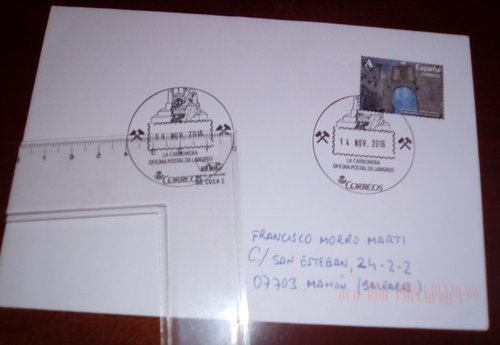 A España
CORREOS
14 NOV. 2016
LA CARBONERA
OFICINA POSTAL DE LANGREO
CORREOS
14 NOV. 2016
LA CARBONERA
OFICINA POSTAL DE LANGREO
CORREOS
FRANCISCO MORRO MARTI
C/ SAN ESTEBAN, 24-2-2
07703 MAHÓN (BALEARES)